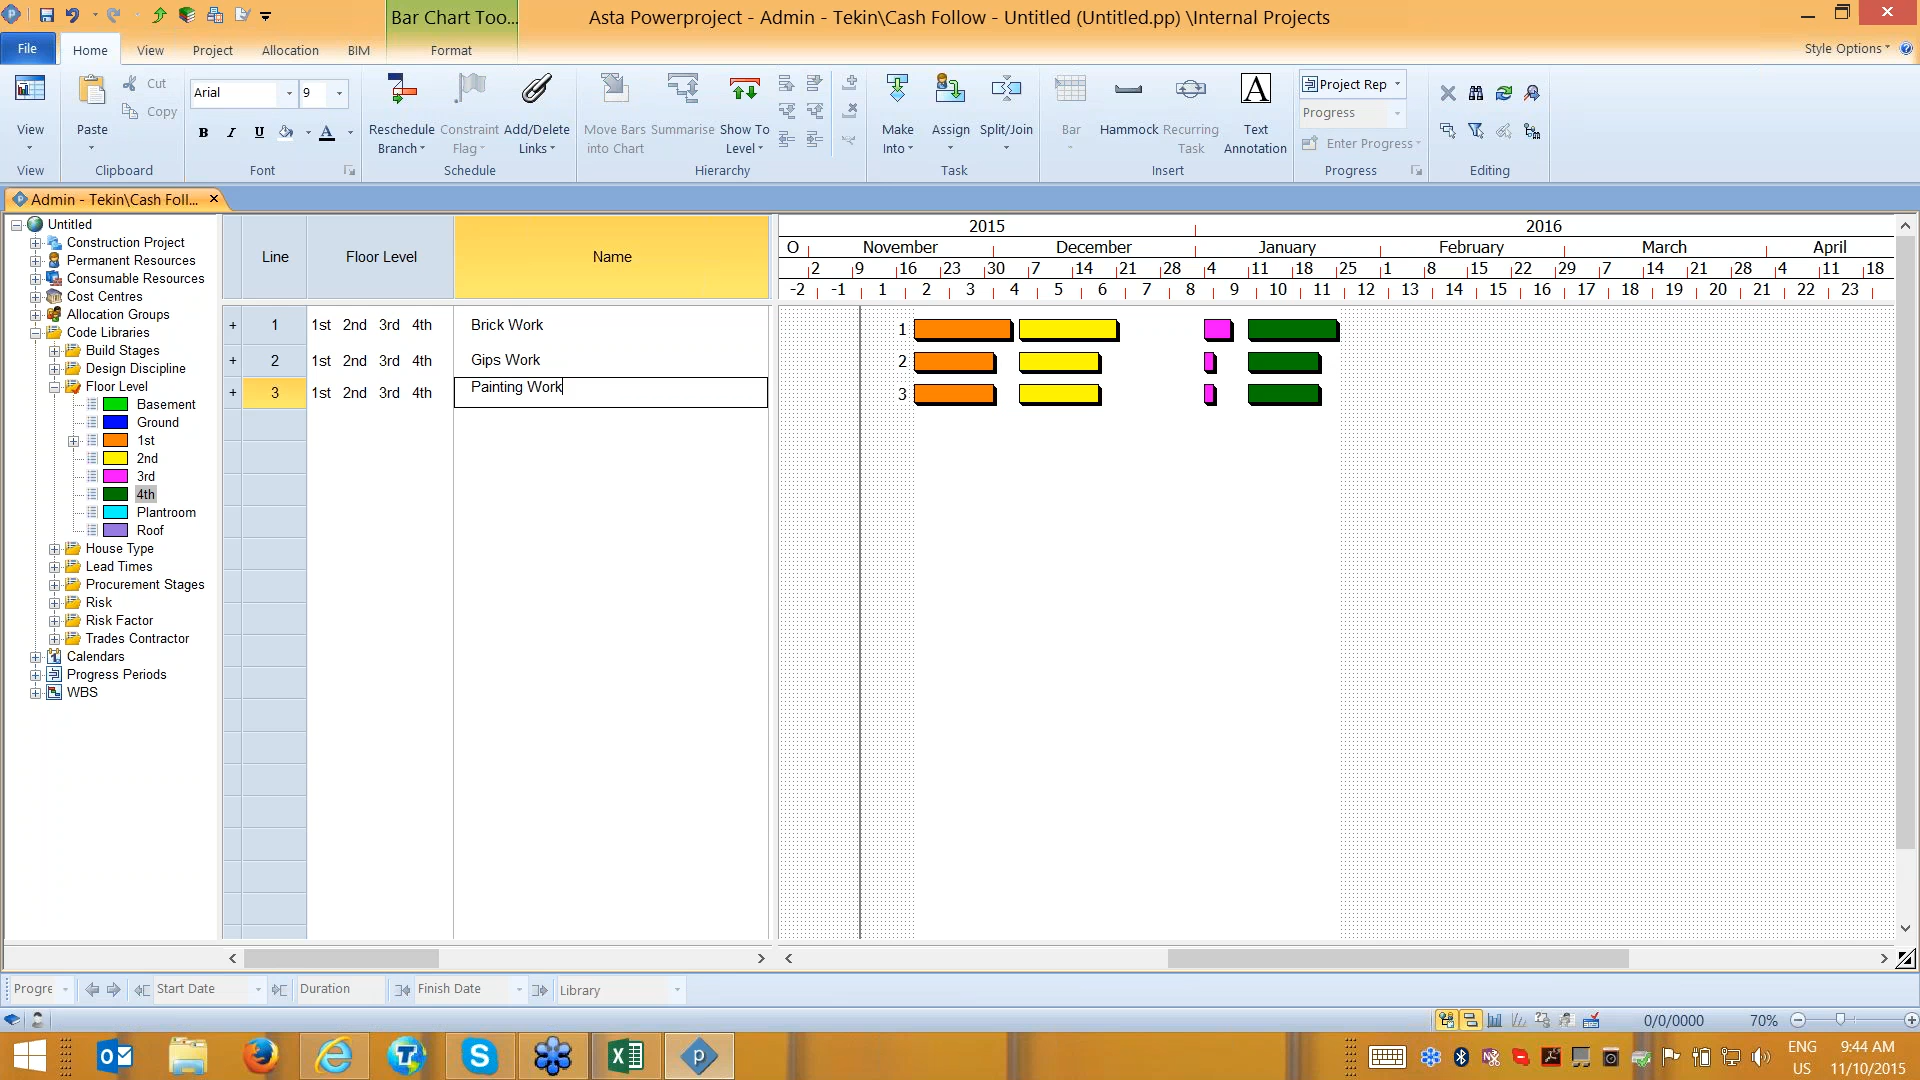 Bar Chart Too...
Asta Powerproject - Admin - Tekin\Cash Follow - Untitled (Untitled.pp) \Internal Projects
File
Home
View
Project
Allocation
BIM
Format
Style Options
View
View
Paste
Cut
Copy
Clipboard
Arial
9
B I U A
Font
Reschedule Branch
Constraint Flag
Add/Delete Links
Schedule
Move Bars into Chart
Summarise
Show To Level
Hierarchy
Make Into
Assign
Split/Join
Task
Bar
Hammock
Recurring Task
A
Text Annotation
Insert
Project Rep
Progress
Enter Progress
Progress
Editing
Admin - Tekin\Cash Foll...
Untitled
Construction Project
Permanent Resources
Consumable Resources
Cost Centres
Allocation Groups
Code Libraries
Build Stages
Design Discipline
Floor Level
Basement
Ground
1st
2nd
3rd
4th
Plantroom
Roof
House Type
Lead Times
Procurement Stages
Risk
Risk Factor
Trades Contractor
Calendars
Progress Periods
WBS
Line Floor Level Name
1 1st 2nd 3rd 4th Brick Work
2 1st 2nd 3rd 4th Gips Work
3 1st 2nd 3rd 4th Painting Work
2015 2016
O November December January February March April
2 9 16 23 30 7 14 21 28 4 11 18 25 1 8 15 22 29 7 14 21 28 4 11 18
-2 -1 1 2 3 4 5 6 7 8 9 10 11 12 13 14 15 16 17 18 19 20 21 22 23
1
2
3
Progre
Start Date
Duration
Finish Date
Library
0/0/0000
70%
ENG
US
9:44 AM
11/10/2015